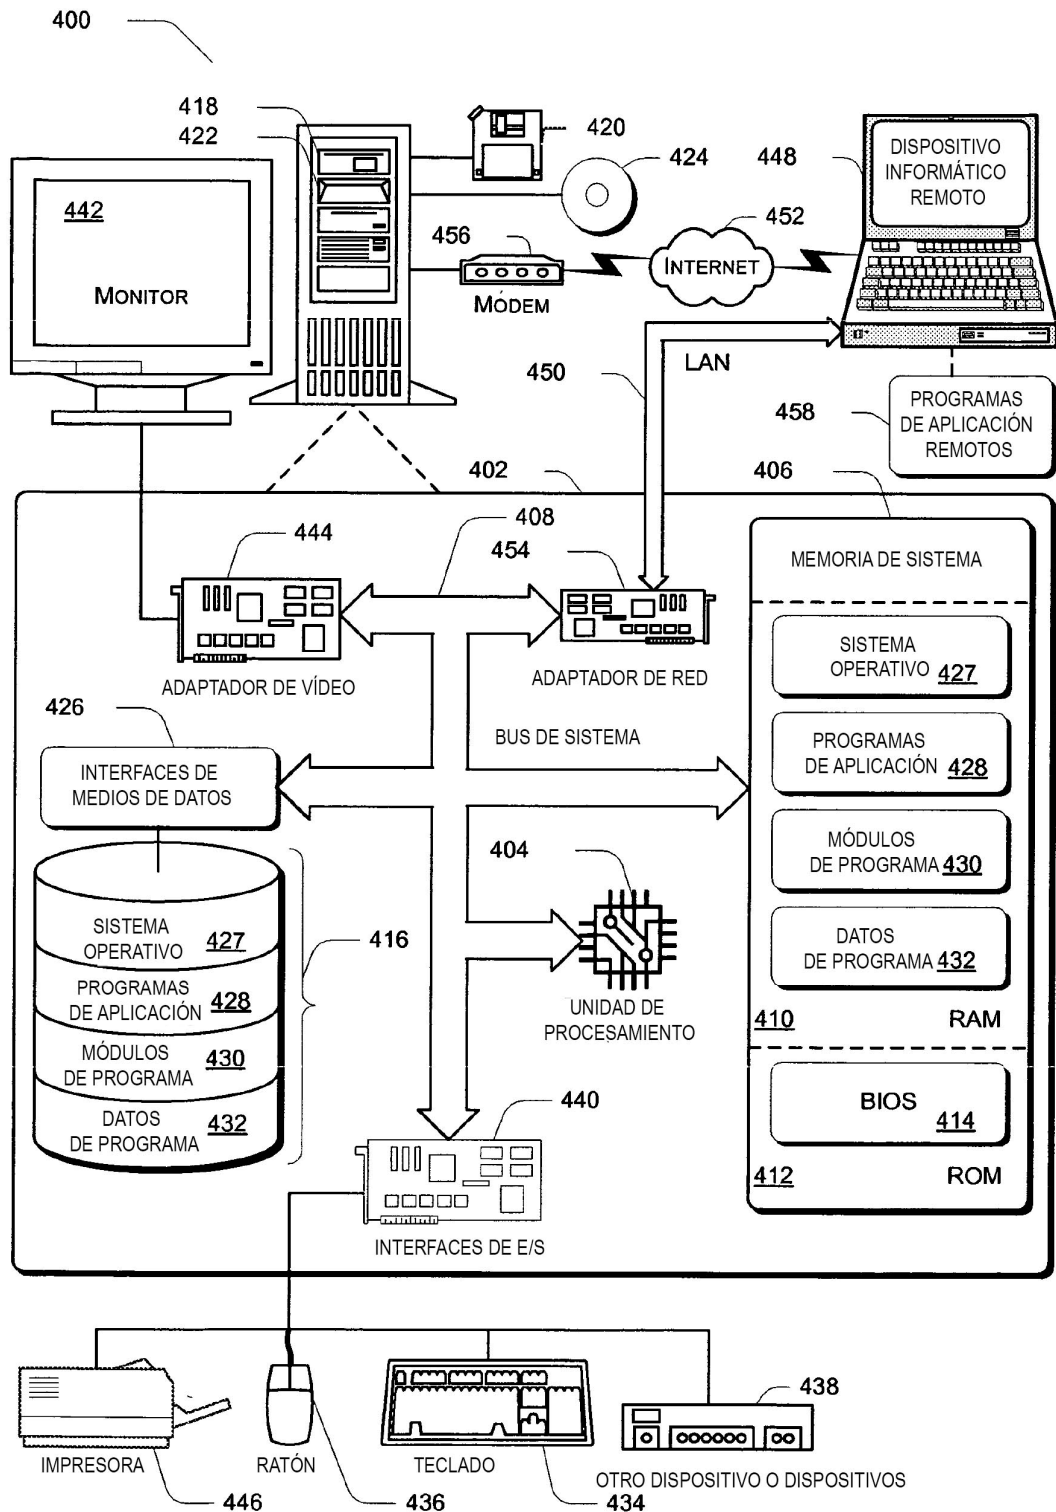 400
418
422
420
424
448
DISPOSITIVO
INFORMÁTICO
REMOTO
442
MONITOR
456
452
INTERNET
MÓDEM
450
LAN
458
PROGRAMAS
DE APLICACIÓN
REMOTOS
402
406
444
408
454
MEMORIA DE SISTEMA
ADAPTADOR DE VÍDEO
ADAPTADOR DE RED
SISTEMA
OPERATIVO 427
426
BUS DE SISTEMA
INTERFACES DE
MEDIOS DE DATOS
PROGRAMAS
DE APLICACIÓN 428
404
MÓDULOS
DE PROGRAMA 430
SISTEMA
OPERATIVO 427
416
DATOS
DE PROGRAMA 432
PROGRAMAS
DE APLICACIÓN 428
UNIDAD DE
PROCESAMIENTO
410 RAM
MÓDULOS
DE PROGRAMA 430
DATOS
DE PROGRAMA 432
440
BIOS
414
412 ROM
INTERFACES DE E/S
438
IMPRESORA
RATÓN
TECLADO
OTRO DISPOSITIVO O DISPOSITIVOS
446
436
434